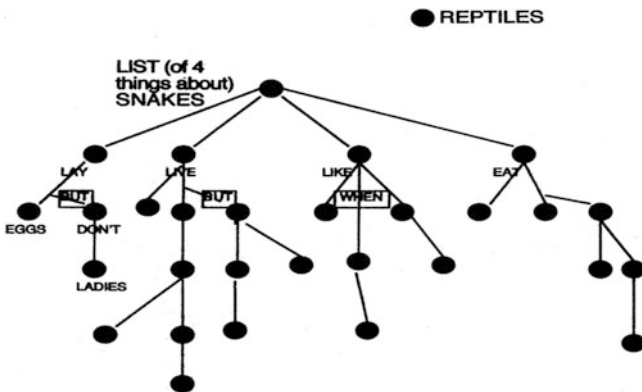 REPTILES
LIST (of 4
things about)
SNAKES
LAY
LIVE
LIKE
EAT
BUT
BUT
WHEN
EGGS
DON'T
LADIES